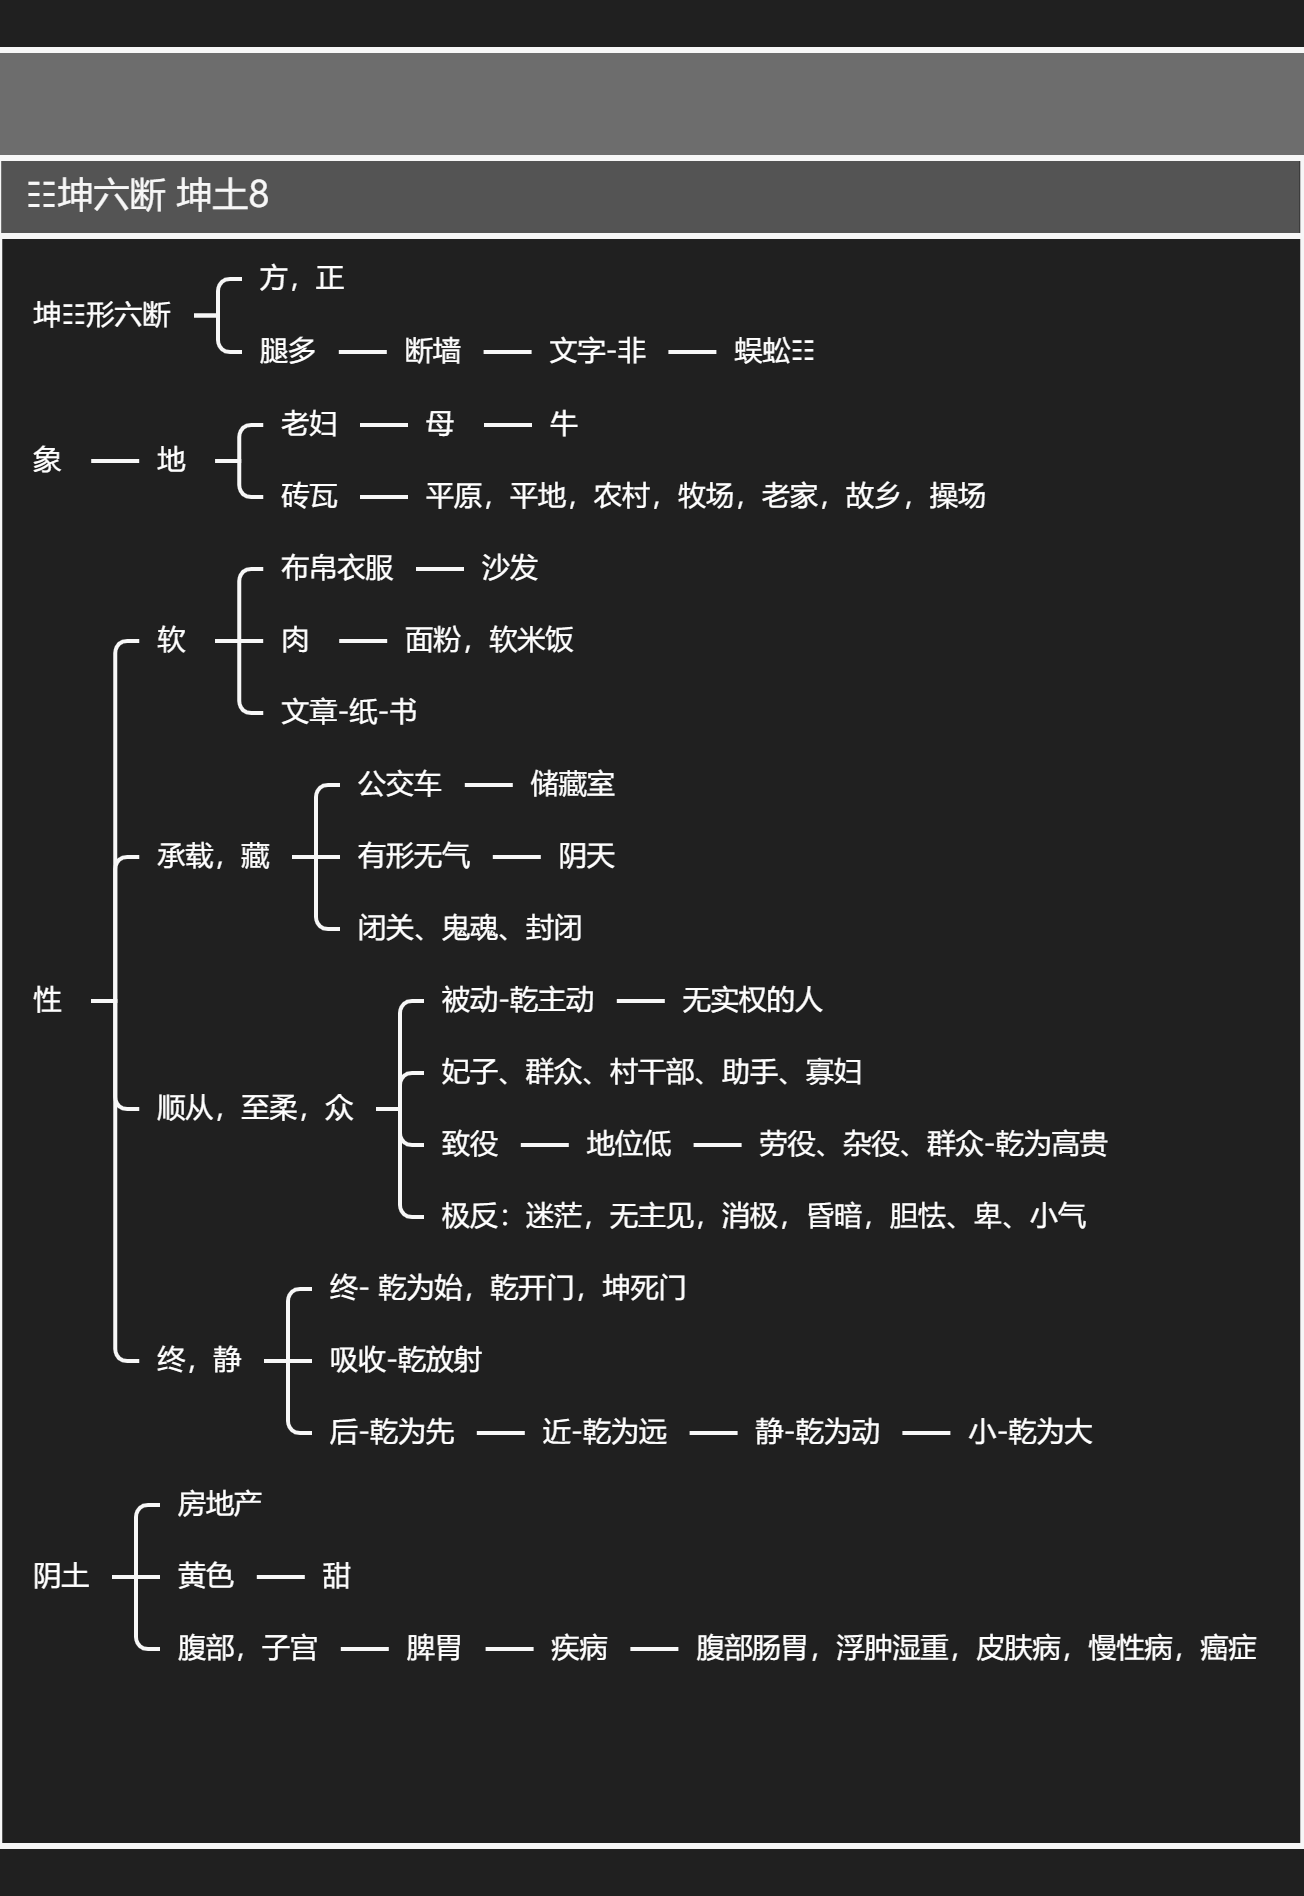 ☷坤六断 坤土8
方，正
坤☷形六断
腿多 断墙 文字-非 蜈蚣☷
老妇 母 牛
象 地
砖瓦 平原，平地，农村，牧场，老家，故乡，操场
布帛衣服 沙发
软 肉 面粉，软米饭
文章-纸-书
公交车 储藏室
承载，藏 有形无气 阴天
闭关、鬼魂、封闭
性 被动-乾主动 无实权的人
妃子、群众、村干部、助手、寡妇
顺从，至柔，众
致役 地位低 劳役、杂役、群众-乾为高贵
极反：迷茫，无主见，消极，昏暗，胆怯、卑、小气
终- 乾为始，乾开门，坤死门
终，静 吸收-乾放射
后-乾为先 近-乾为远 静-乾为动 小-乾为大
房地产
阴土 黄色 甜
腹部，子宫 脾胃 疾病 腹部肠胃，浮肿湿重，皮肤病，慢性病，癌症